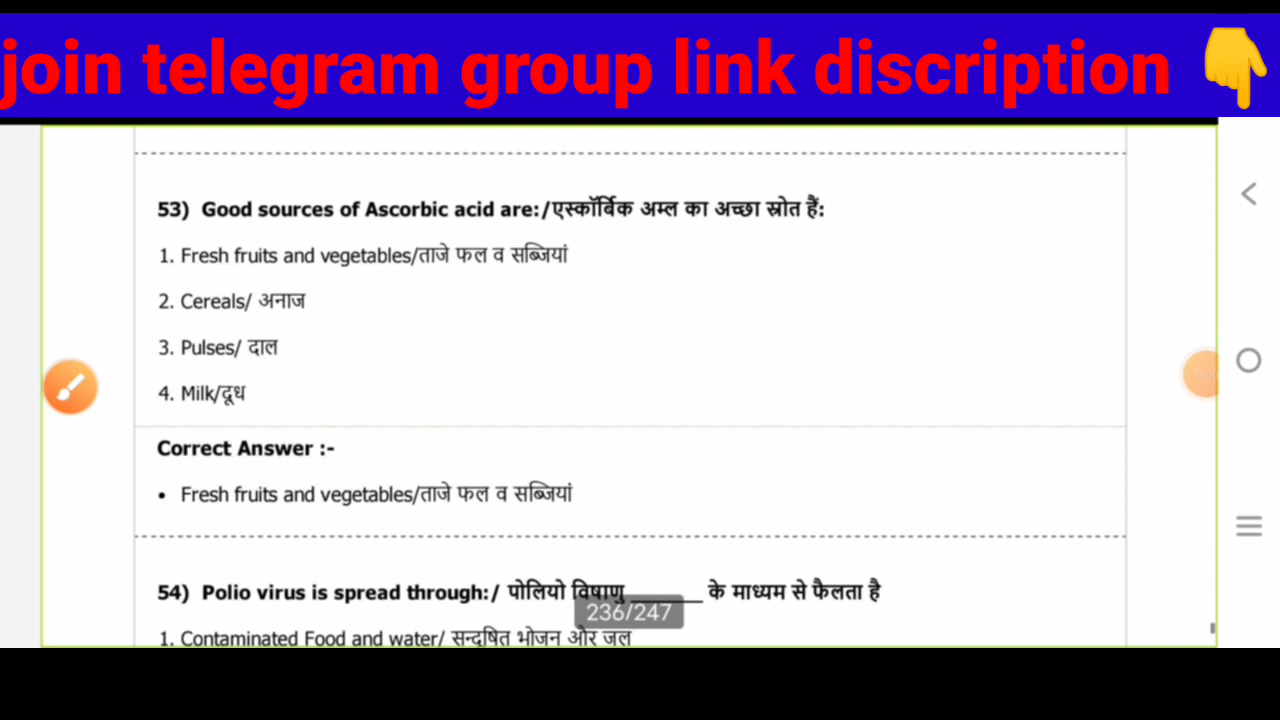 join telegram group link discription 👇
53) Good sources of Ascorbic acid are:/एस्कॉर्बिक अम्ल का अच्छा स्रोत हैं:
1. Fresh fruits and vegetables/ताजे फल व सब्जियां
2. Cereals/ अनाज
3. Pulses/ दाल
4. Milk/दूध
Correct Answer :-
• Fresh fruits and vegetables/ताजे फल व सब्जियां
54) Polio virus is spread through:/ पोलियो विषाणु ______ के माध्यम से फैलता है
236/247
1. Contaminated Food and water/ सन्दूषित भोजन और जल